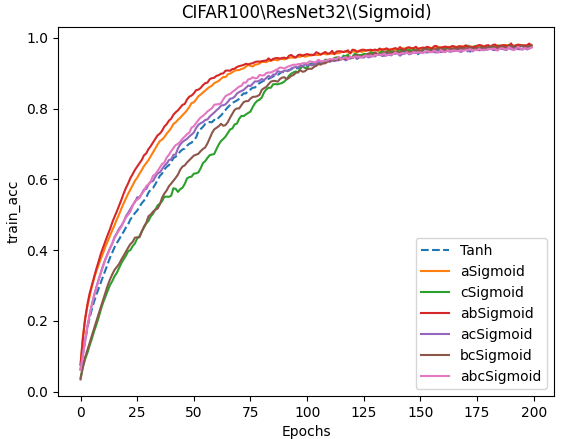 CIFAR100\ResNet32\(Sigmoid)
train_acc
1.0
0.8
0.6
0.4
0.2
0.0
0 25 50 75 100 125 150 175 200
Epochs
Tanh
aSigmoid
cSigmoid
abSigmoid
acSigmoid
bcSigmoid
abcSigmoid